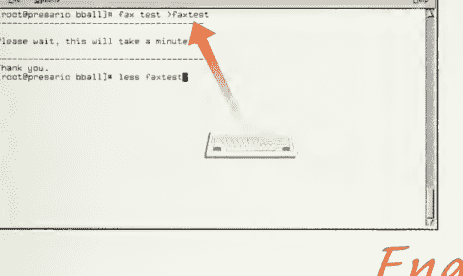 root@presario bball]# fax test >faxtest
lease wait, this will take a minute.
hank you.
root@presario bball]# less faxtest
Ene